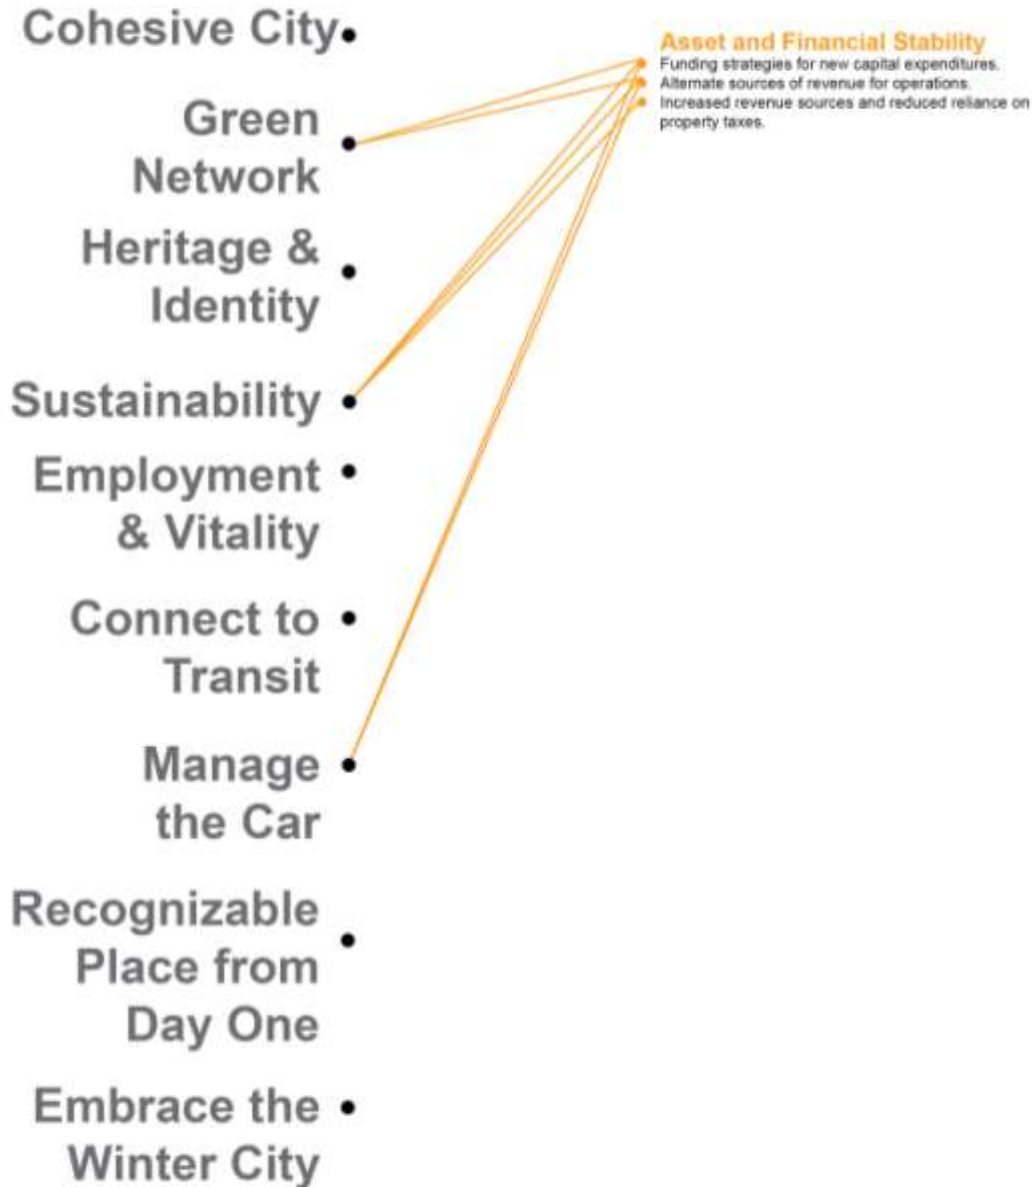 Cohesive City
Green
Network
Heritage &
Identity
Sustainability
Employment
& Vitality
Connect to
Transit
Manage
the Car
Recognizable
Place from
Day One
Embrace the
Winter City
Asset and Financial Stability
Funding strategies for new capital expenditures.
Alternate sources of revenue for operations.
Increased revenue sources and reduced reliance on
property taxes.